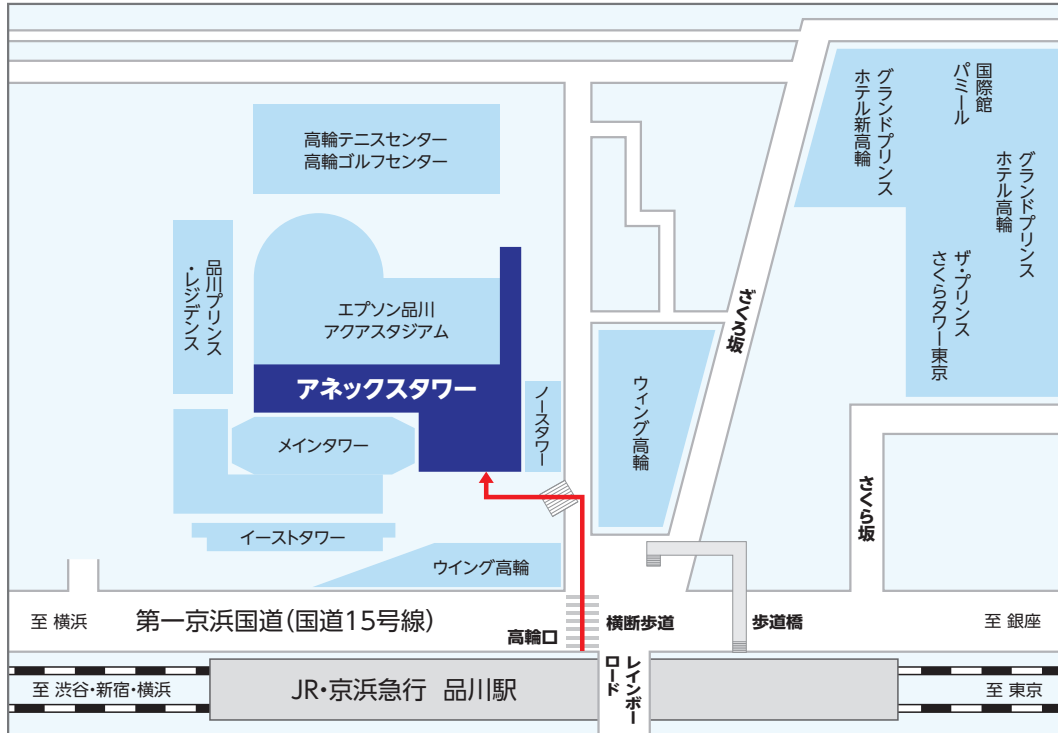 高輪テニスセンター
高輪ゴルフセンター
品川プリンス
・レジデンス
エプソン品川
アクアスタジアム
アネックスタワー
メインタワー
ノースタワー
イーストタワー
ウイング高輪
ウィング高輪
ざくろ坂
国際館
パミール
グランドプリンス
ホテル新高輪
グランドプリンス
ホテル高輪
ザ・プリンス
さくらタワー東京
さくら坂
至 横浜
第一京浜国道(国道15号線)
高輪口
横断歩道
歩道橋
至 銀座
レインボー
ロード
至 渋谷・新宿・横浜
JR・京浜急行 品川駅
至 東京